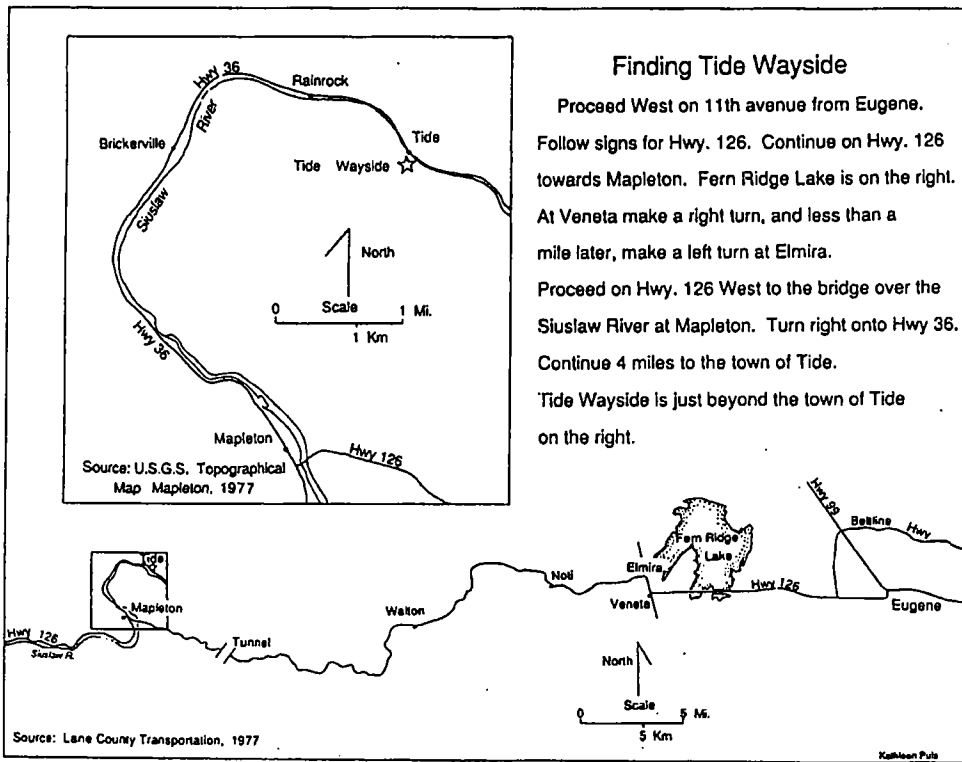 Finding Tide Wayside
Proceed West on 11th avenue from Eugene.
Follow signs for Hwy. 126. Continue on Hwy. 126
towards Mapleton. Fern Ridge Lake is on the right.
At Veneta make a right turn, and less than a
mile later, make a left turn at Elmira.
Proceed on Hwy. 126 West to the bridge over the
Siuslaw River at Mapleton. Turn right onto Hwy 36.
Continue 4 miles to the town of Tide.
Tide Wayside is just beyond the town of Tide
on the right.
Hwy 36
River
Rainrock
Brickerville
Tide
Tide Wayside
Siuslaw
North
0 Scale 1 Mi.
1 Km
Hwy 36
Mapleton
Hwy 126
Source: U.S.G.S. Topographical
Map Mapleton, 1977
Hwy 99
Beltline Hwy
Fern Ridge
Lake
Elmira
Noti
Hwy 126
Veneta
Eugene
Tide
Mapleton
Walton
Hwy 126
Siuslaw R.
Tunnel
North
Scale
0 5 Mi.
5 Km
Source: Lane County Transportation, 1977
Kathleen Puls